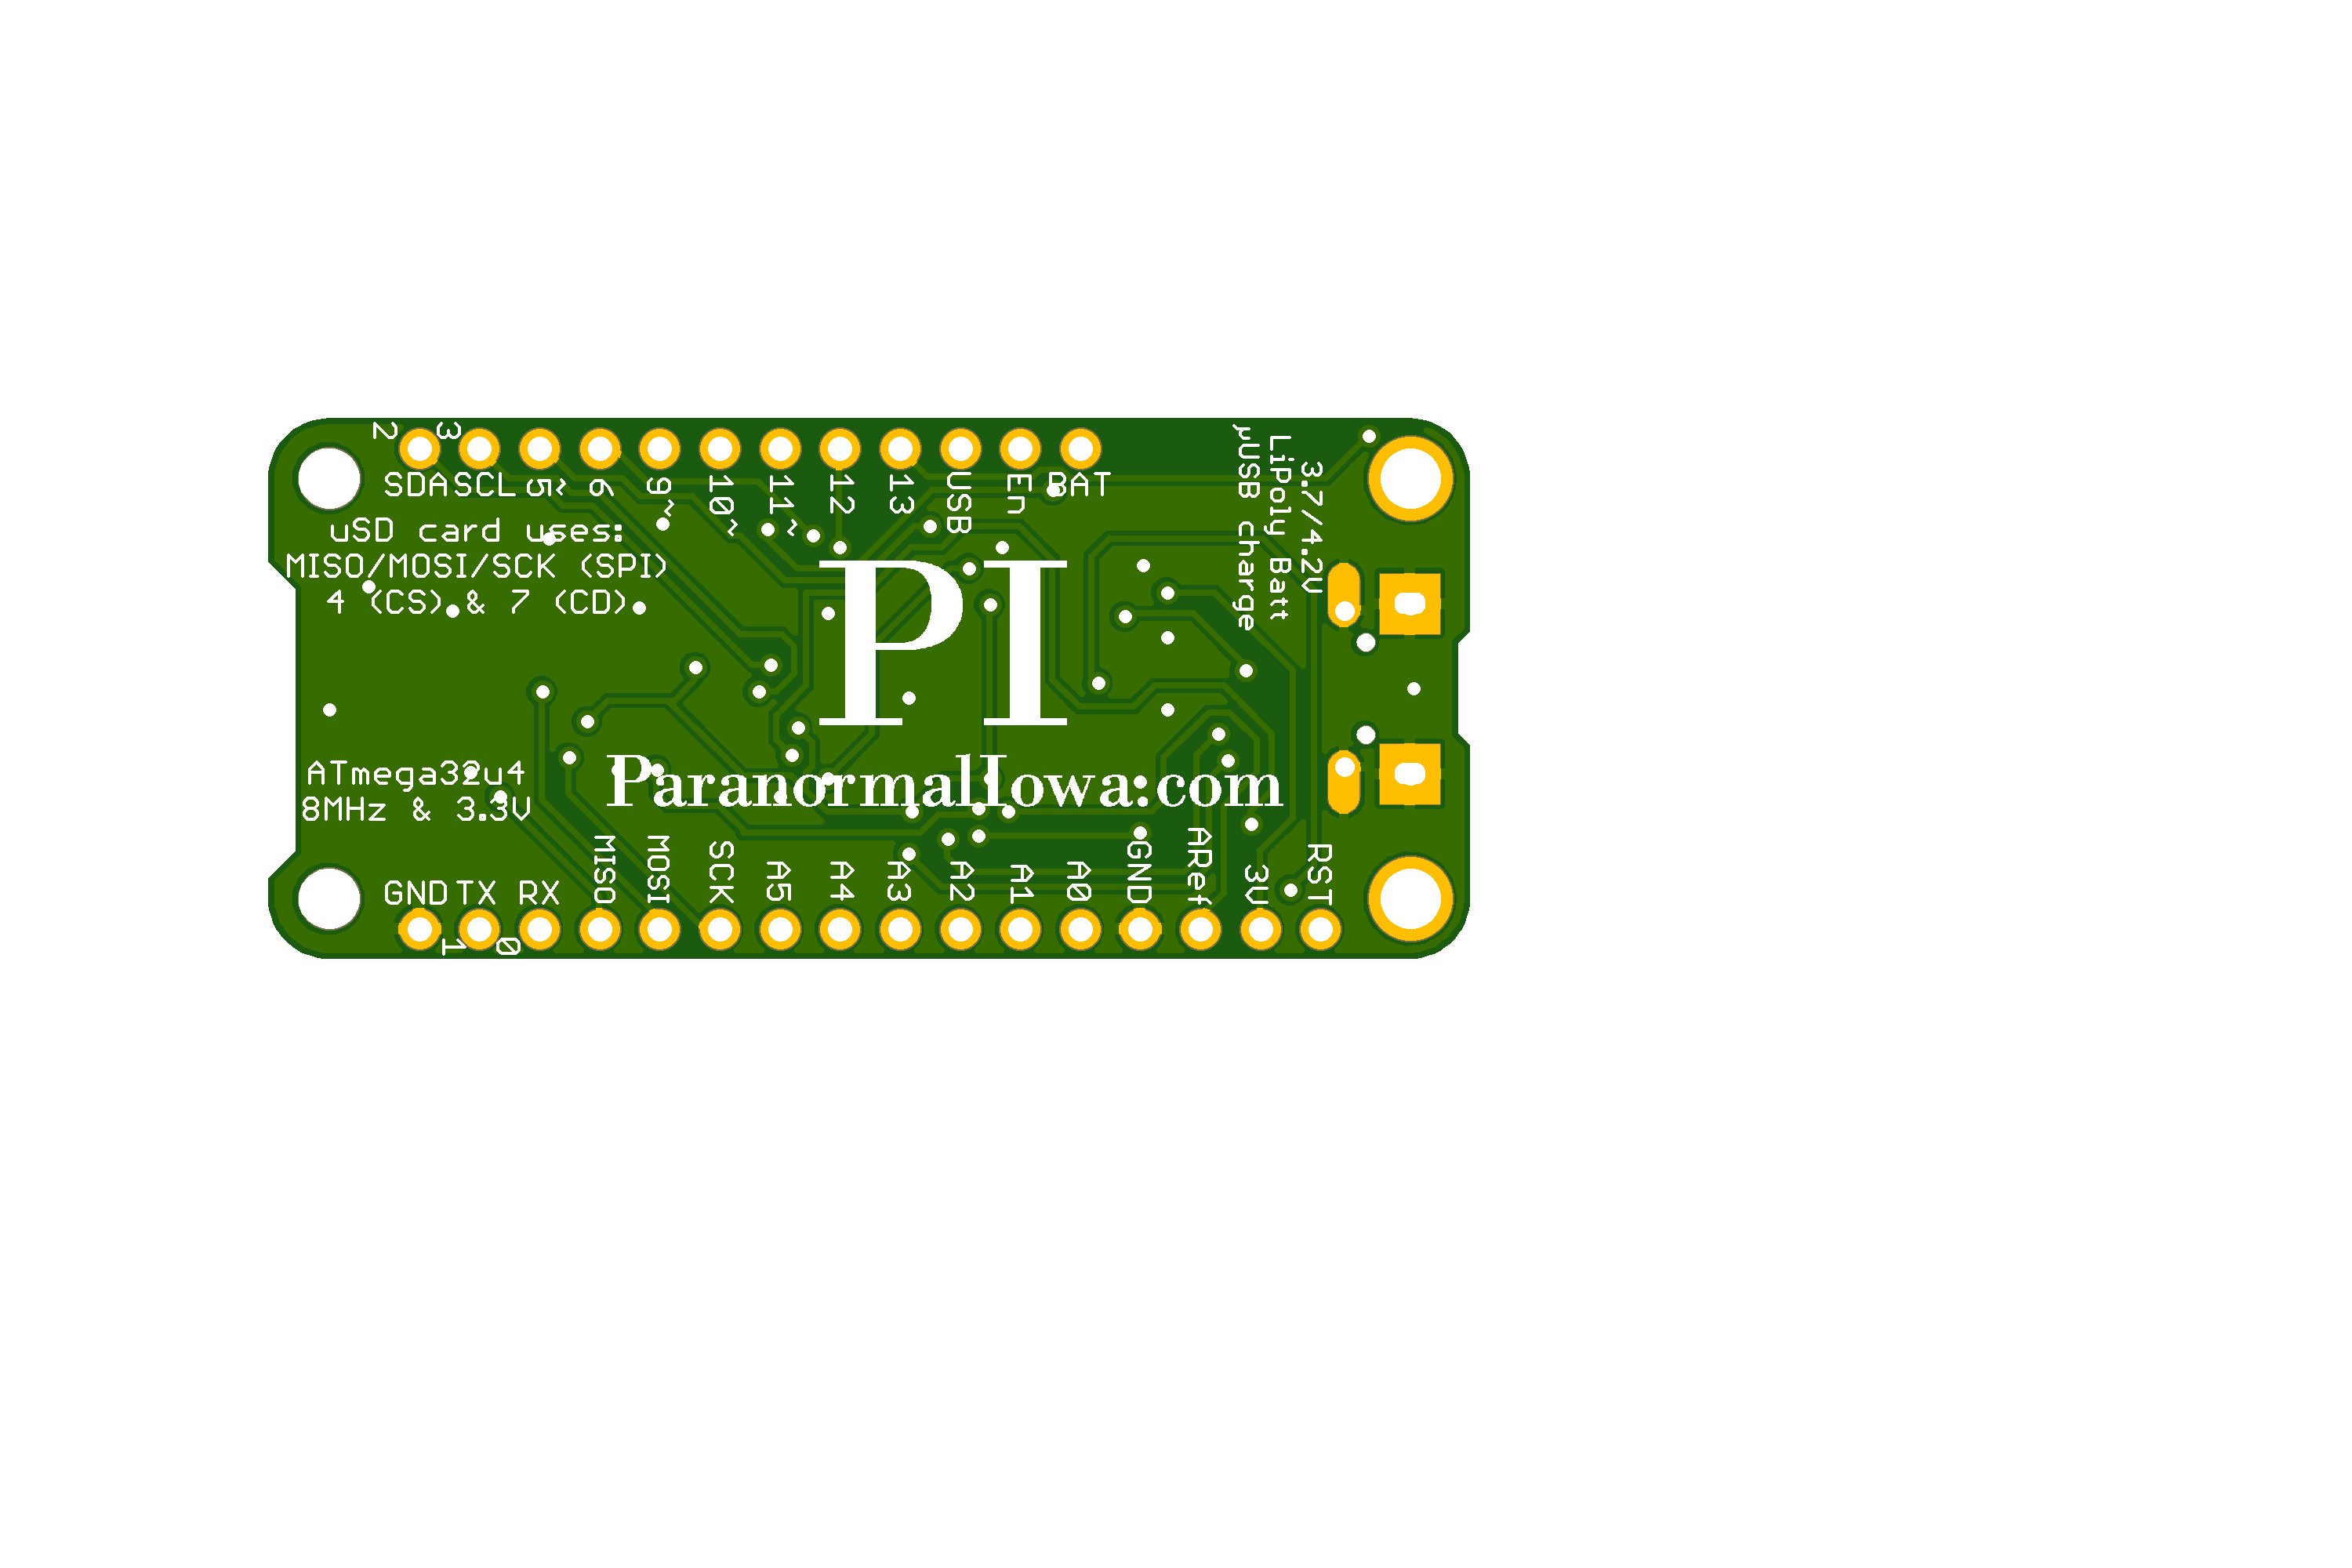 2 3
SDA SCL 5~ 6 9~ 10~ 11~ 12 13 USB En BAT
µUSB charge
LiPoly Batt
3.7/4.2V
uSD card uses:
MISO/MOSI/SCK (SPI)
4 (CS) & 7 (CD)
PI
ParanormalIowa.com
ATmega32u4
8MHz & 3.3V
GND TX RX MISO MOSI SCK A5 A4 A3 A2 A1 A0 GND ARef 3V RST
1 0